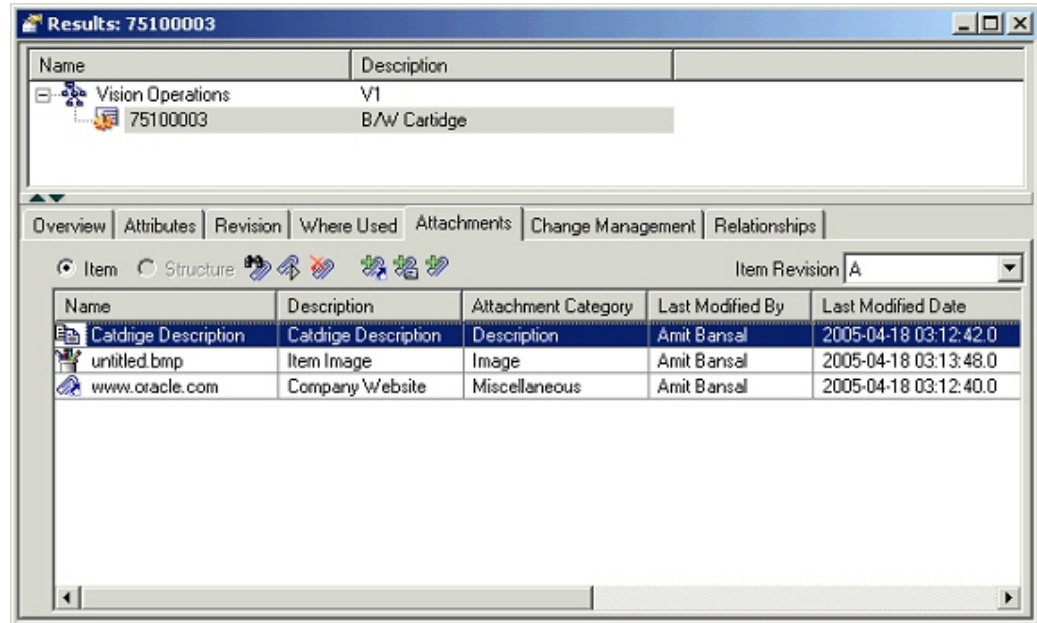 Results: 75100003
Name Description
Vision Operations V1
75100003 B/W Cartidge
Overview Attributes Revision Where Used Attachments Change Management Relationships
Item Structure Item Revision A
Name Description Attachment Category Last Modified By Last Modified Date
Catdrige Description Catdrige Description Description Amit Bansal 2005-04-18 03:12:42.0
untitled.bmp Item Image Image Amit Bansal 2005-04-18 03:13:48.0
www.oracle.com Company Website Miscellaneous Amit Bansal 2005-04-18 03:12:40.0